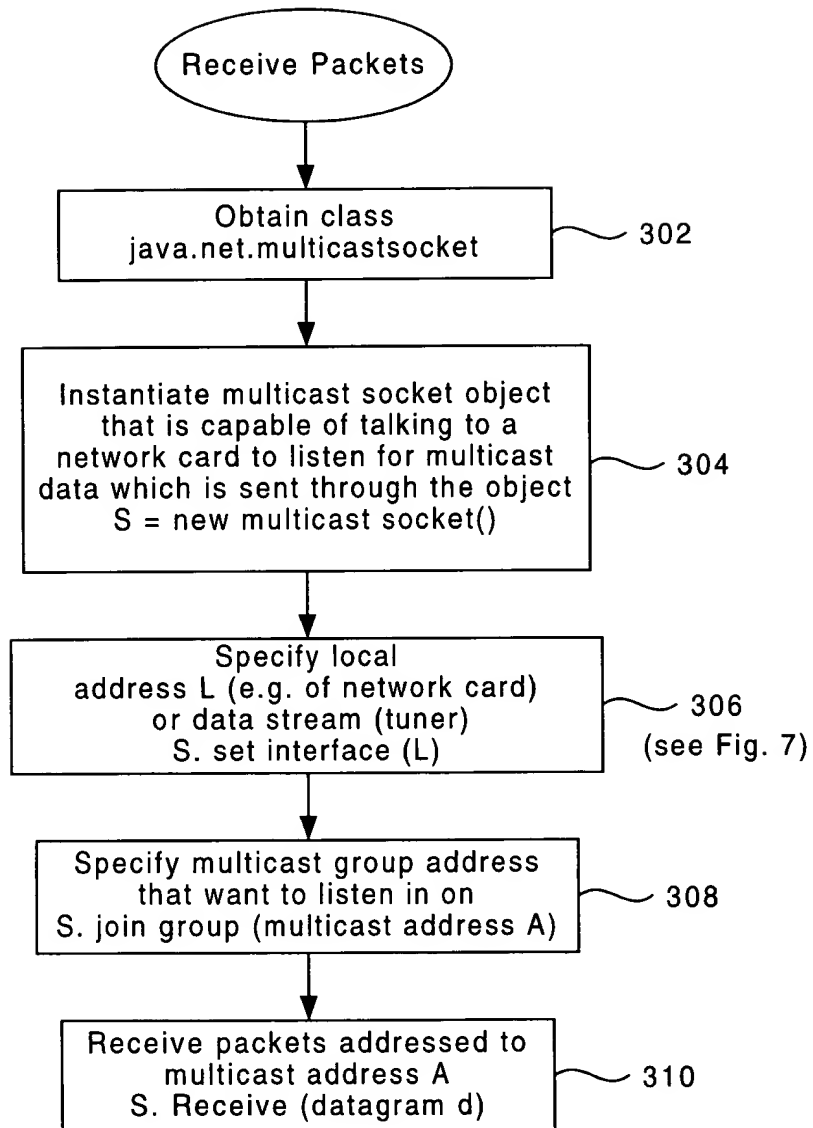 Receive Packets
Obtain class
java.net.multicastsocket
302
Instantiate multicast socket object
that is capable of talking to a
network card to listen for multicast
data which is sent through the object
S = new multicast socket()
304
Specify local
address L (e.g. of network card)
or data stream (tuner)
S. set interface (L)
306
(see Fig. 7)
Specify multicast group address
that want to listen in on
S. join group (multicast address A)
308
Receive packets addressed to
multicast address A
S. Receive (datagram d)
310